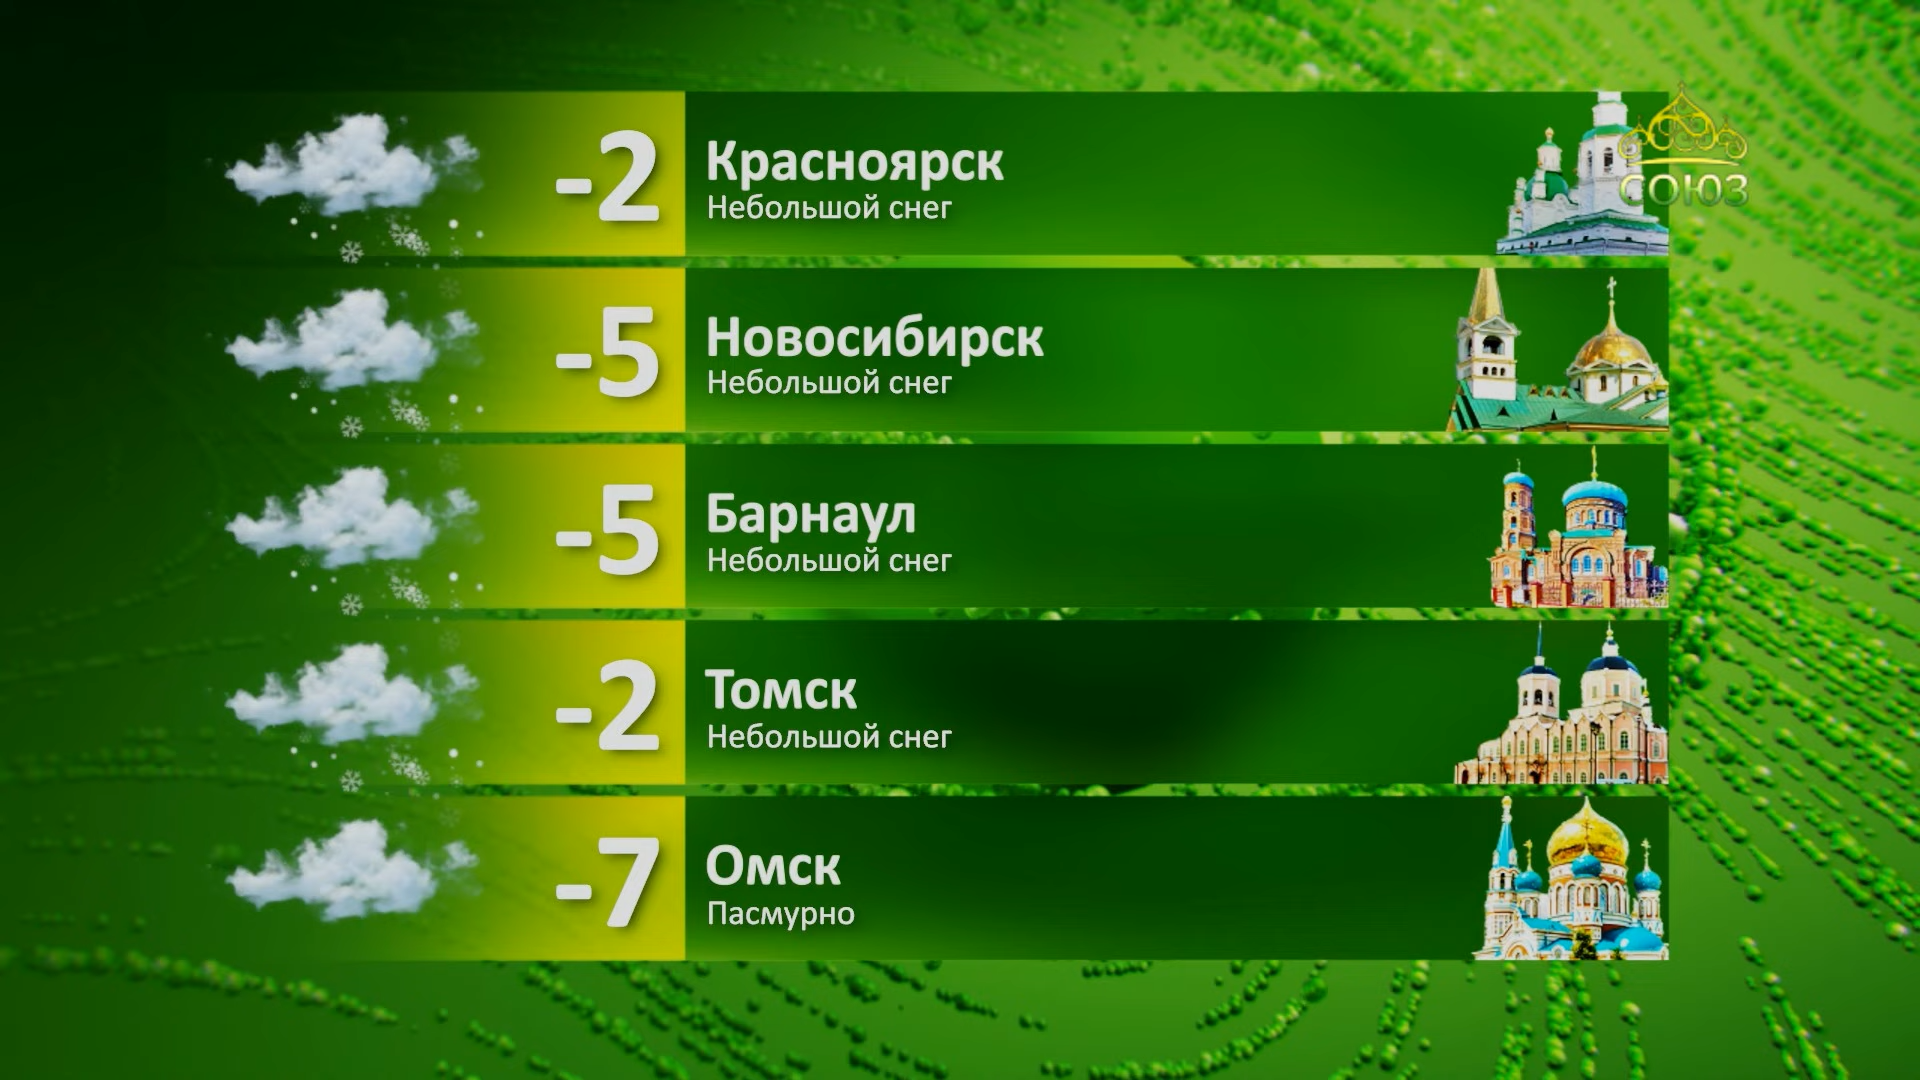 -2
Красноярск
Небольшой снег
СОЮЗ
-5
Новосибирск
Небольшой снег
-5
Барнаул
Небольшой снег
-2
Томск
Небольшой снег
-7
Омск
Пасмурно